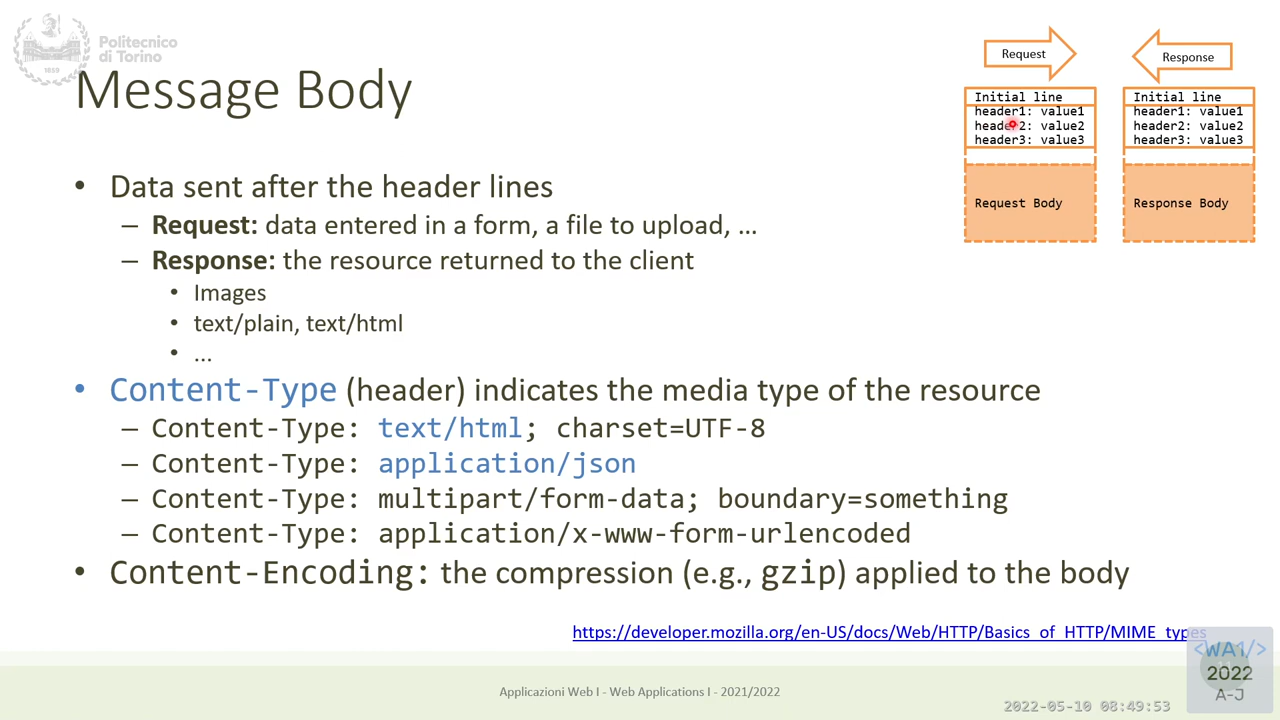 Politecnico
di Torino
1859
Message Body
Request
Response
Initial line
header1: value1
header2: value2
header3: value3
Request Body
Initial line
header1: value1
header2: value2
header3: value3
Response Body
• Data sent after the header lines
– Request: data entered in a form, a file to upload, …
– Response: the resource returned to the client
• Images
• text/plain, text/html
• ...
• Content-Type (header) indicates the media type of the resource
– Content-Type: text/html; charset=UTF-8
– Content-Type: application/json
– Content-Type: multipart/form-data; boundary=something
– Content-Type: application/x-www-form-urlencoded
• Content-Encoding: the compression (e.g., gzip) applied to the body
https://developer.mozilla.org/en-US/docs/Web/HTTP/Basics_of_HTTP/MIME_types
Applicazioni Web I - Web Applications I - 2021/2022
2022-05-10 08:49:53
<WA1/>
2022
A-J